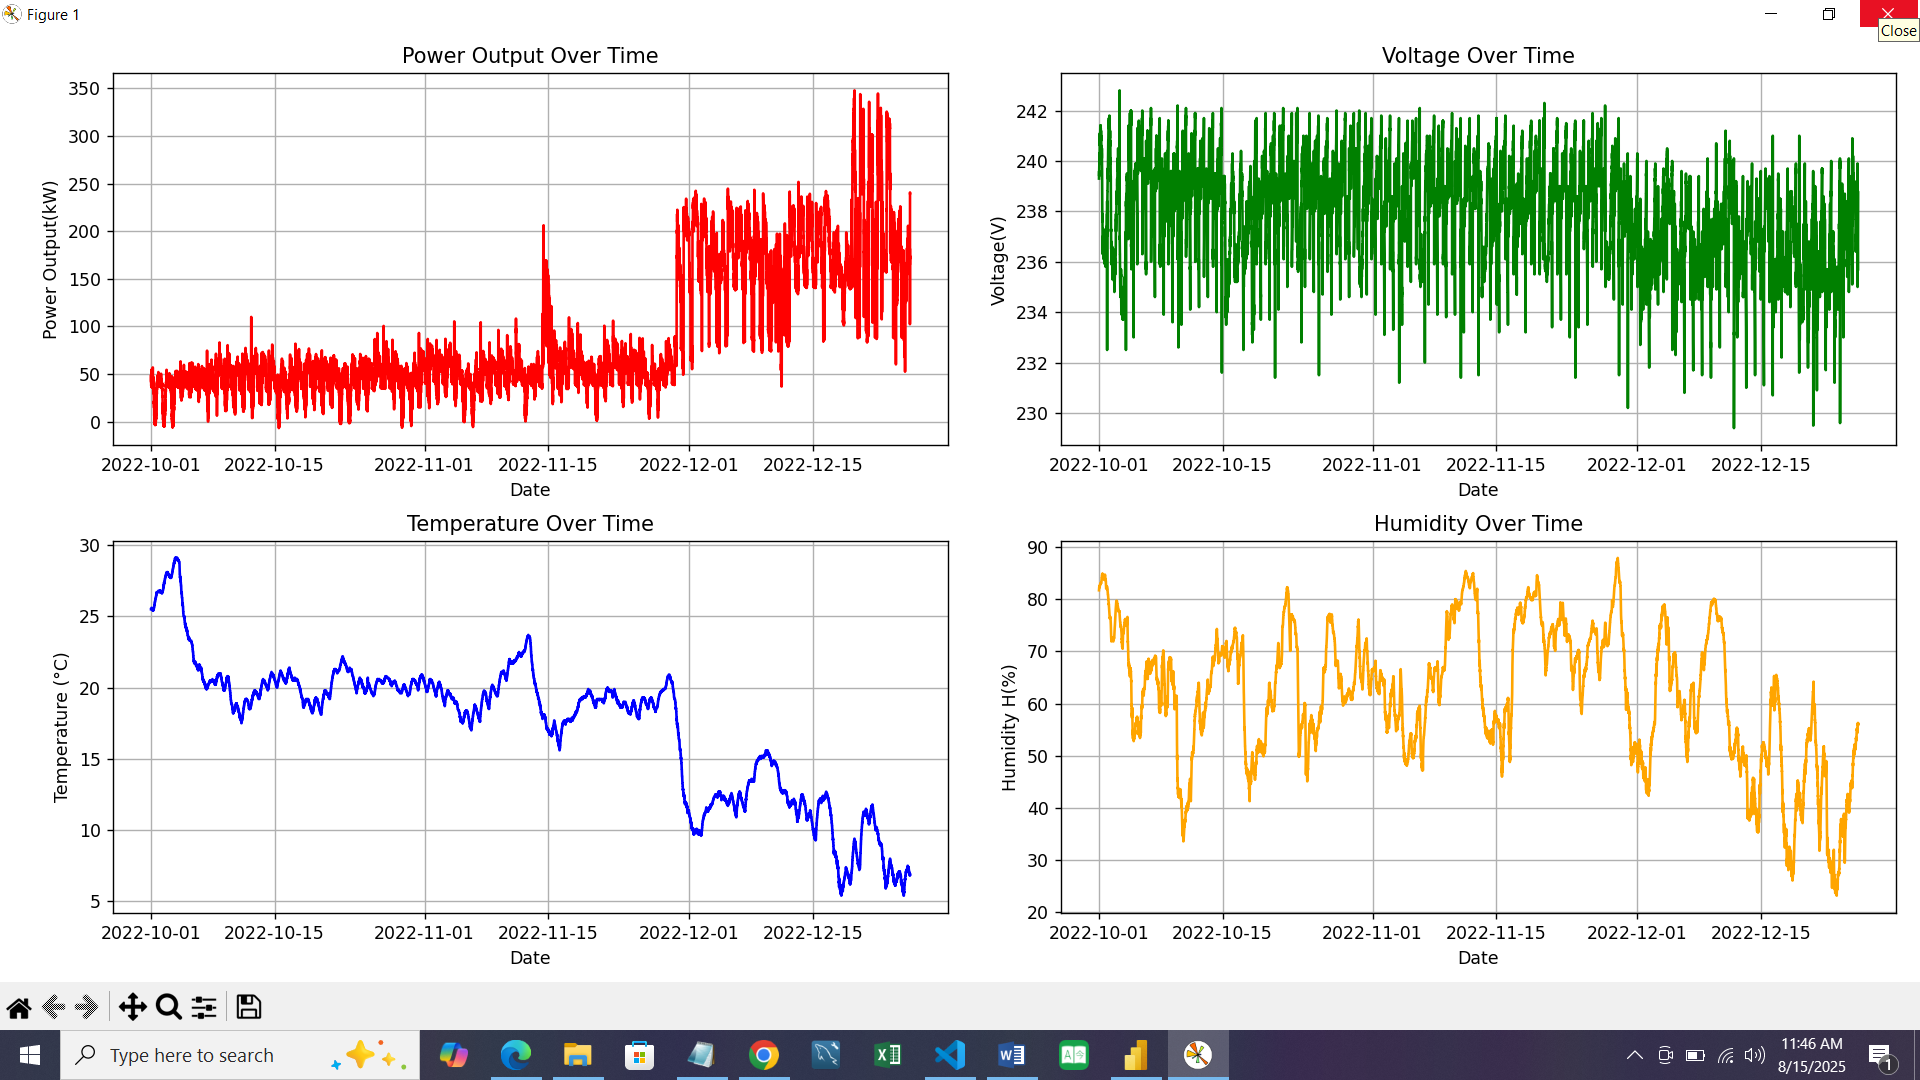 Figure 1
Close
Power Output Over Time
350
300
250
200
150
100
50
0
Power Output(kW)
2022-10-01 2022-10-15 2022-11-01 2022-11-15 2022-12-01 2022-12-15
Date
Voltage Over Time
242
240
238
236
234
232
230
Voltage(V)
2022-10-01 2022-10-15 2022-11-01 2022-11-15 2022-12-01 2022-12-15
Date
Temperature Over Time
30
25
20
15
10
5
Temperature (°C)
2022-10-01 2022-10-15 2022-11-01 2022-11-15 2022-12-01 2022-12-15
Date
Humidity Over Time
90
80
70
60
50
40
30
20
Humidity H(%)
2022-10-01 2022-10-15 2022-11-01 2022-11-15 2022-12-01 2022-12-15
Date
Type here to search
11:46 AM
8/15/2025
1